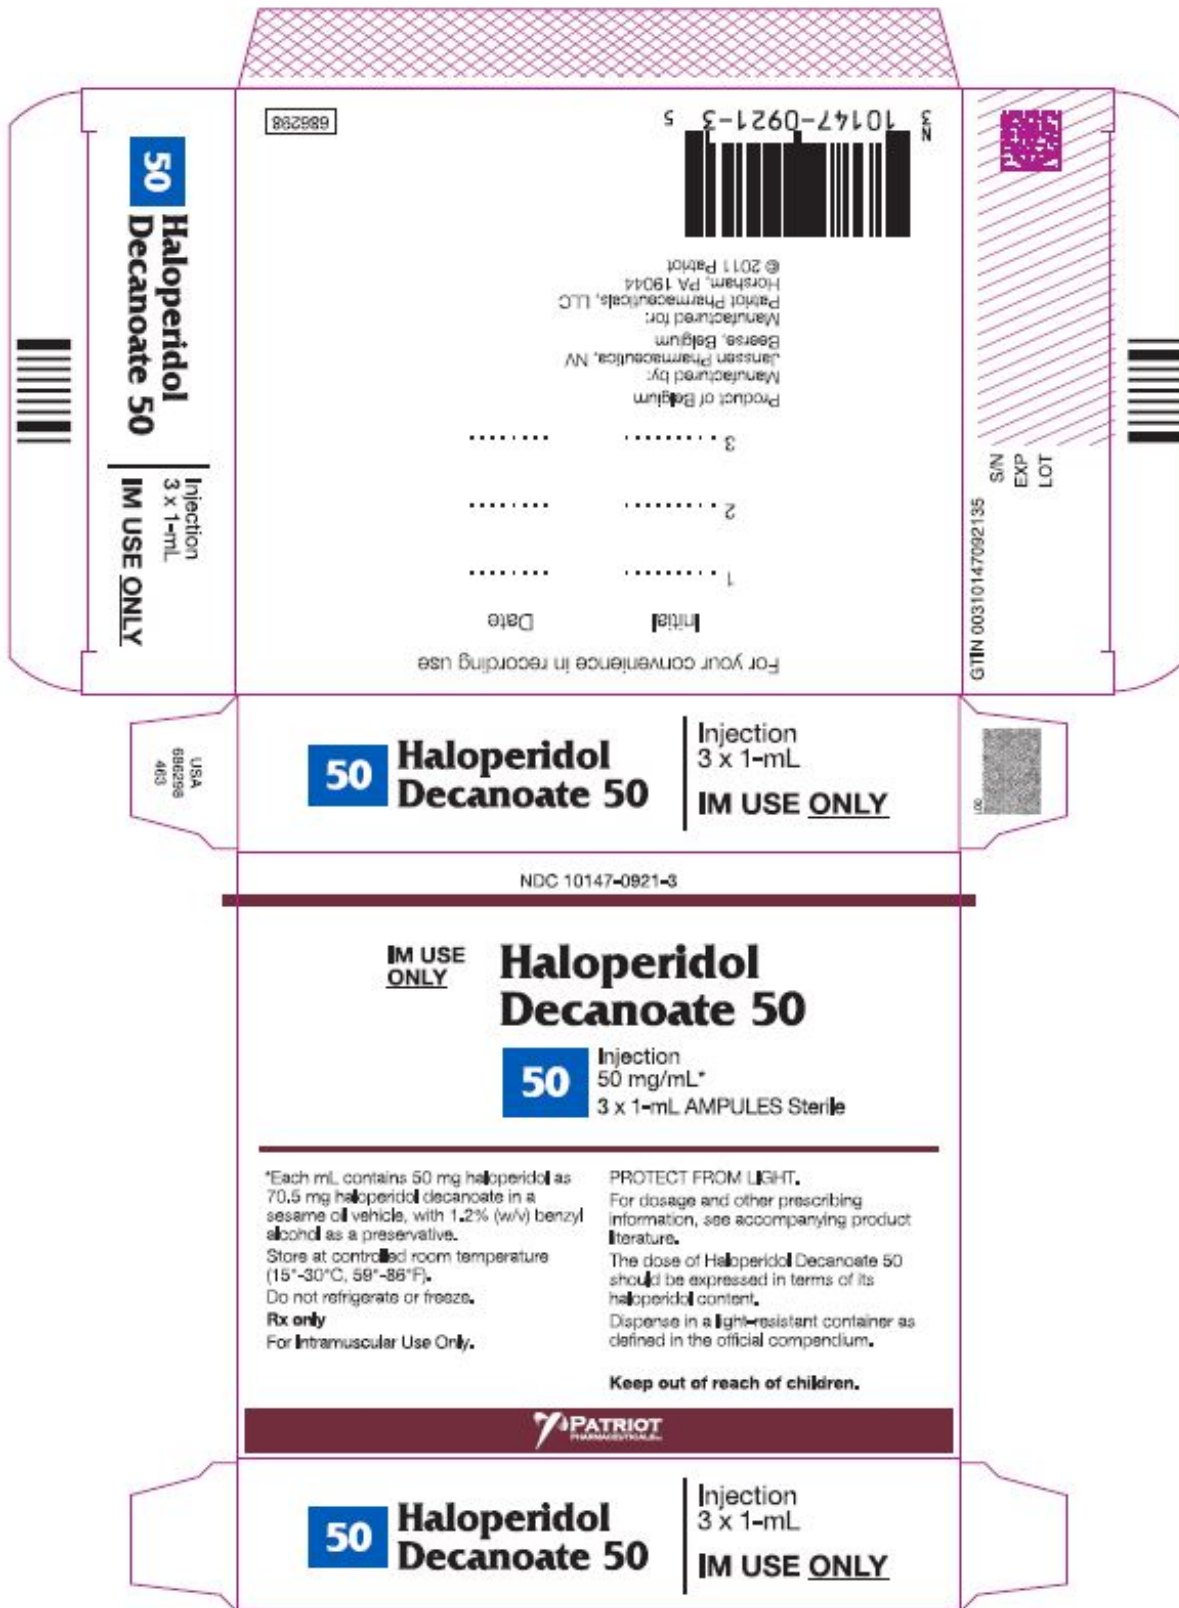 686298
N
3
10147-0921-3 5
Product of Belgium
Manufactured by:
Janssen Pharmaceutica, NV
Beerse, Belgium
Manufactured for:
Patriot Pharmaceuticals, LLC
Horsham, PA 19044
© 2011 Patriot
For your convenience in recording use
Initial Date
1 ......... ........
2 ......... ........
3 ......... ........
50 Haloperidol
Decanoate 50
Injection
3 x 1-mL
IM USE ONLY
GTIN 00310147092135
S/N
EXP
LOT
USA
686298
463
50
Haloperidol
Decanoate 50
Injection
3 x 1-mL
IM USE ONLY
NDC 10147-0921-3
IM USE
ONLY
Haloperidol
Decanoate 50
50
Injection
50 mg/mL*
3 x 1-mL AMPULES Sterile
*Each mL contains 50 mg haloperidol as
70.5 mg haloperidol decanoate in a
sesame oil vehicle, with 1.2% (w/v) benzyl
alcohol as a preservative.
Store at controlled room temperature
(15°-30°C, 59°-86°F).
Do not refrigerate or freeze.
Rx only
For Intramuscular Use Only.
PROTECT FROM LIGHT.
For dosage and other prescribing
information, see accompanying product
literature.
The dose of Haloperidol Decanoate 50
should be expressed in terms of its
haloperidol content.
Dispense in a light-resistant container as
defined in the official compendium.
Keep out of reach of children.
PATRIOT
PHARMACEUTICALS
50
Haloperidol
Decanoate 50
Injection
3 x 1-mL
IM USE ONLY